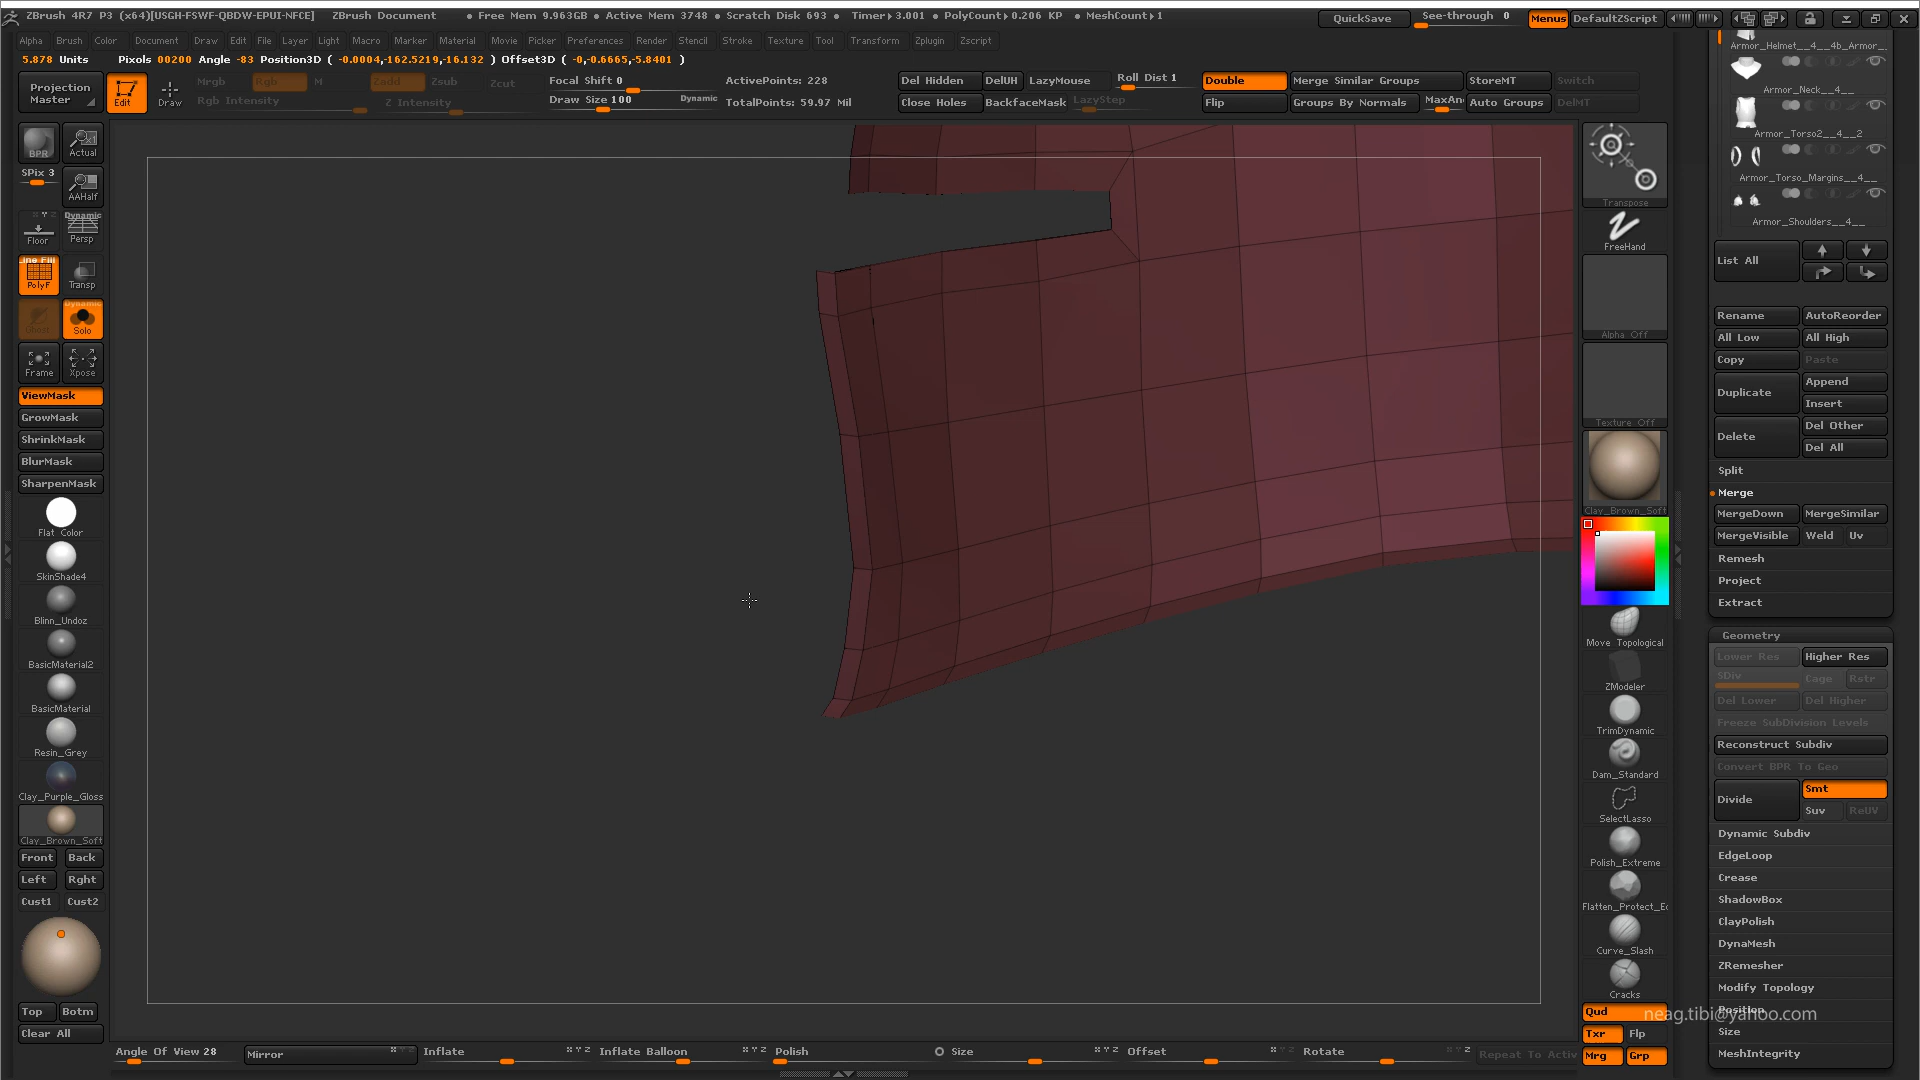 ZBrush 4R7 P3 (x64)[USGH-FSWF-QBDW-EPUI-NFCE] ZBrush Document • Free Mem 9.963GB • Active Mem 3748 • Scratch Disk 693 • Timer▸3.001 • PolyCount▸0.206 KP • MeshCount▸1 QuickSave See-through 0 Menus DefaultZScript
Alpha Brush Color Document Draw Edit File Layer Light Macro Marker Material Movie Picker Preferences Render Stencil Stroke Texture Tool Transform Zplugin Zscript
5.878 Units Pixols 00200 Angle -83 Position3D ( -0.0004,-162.5219,-16.132 ) Offset3D ( -0,-0.6665,-5.8401 )
Projection Master
Edit
Draw
Mrgb Rgb M Zadd Zsub Zcut
Rgb Intensity Z Intensity
Focal Shift 0
Draw Size 100 Dynamic
ActivePoints: 228
TotalPoints: 59.97 Mil
Del Hidden DelUH LazyMouse Roll Dist 1
Close Holes BackfaceMask LazyStep
Double Merge Similar Groups StoreMT Switch
Flip Groups By Normals MaxAn Auto Groups DelMT
BPR Actual
SPix 3 AAHalf
Floor Dynamic Persp
Line Fill PolyF Transp
Ghost Dynamic Solo
Frame Xpose
ViewMask
GrowMask
ShrinkMask
BlurMask
SharpenMask
Flat Color
SkinShade4
Blinn_Undoz
BasicMaterial2
BasicMaterial
Resin_Grey
Clay_Purple_Gloss
Clay_Brown_Soft
Front Back
Left Rght
Cust1 Cust2
Top Botm
Clear All
Angle Of View 28 Mirror Inflate Inflate Balloon Polish Size Offset Rotate Repeat To Activ
Transpose
FreeHand
Alpha Off
Texture Off
Clay_Brown_Soft
Move Topological
ZModeler
TrimDynamic
Dam_Standard
SelectLasso
Polish_Extreme
Flatten_Protect_Ed
Curve_Slash
Cracks
Qud
Txr Flp
Mrg Grp
Armor_Helmet__4__4b_Armor_
Armor_Neck__4__
Armor_Torso2__4__2
Armor_Torso_Margins__4__
Armor_Shoulders__4__
List All
Rename AutoReorder
All Low All High
Copy Paste
Duplicate Append
Insert
Delete Del Other
Del All
Split
Merge
MergeDown MergeSimilar
MergeVisible Weld Uv
Remesh
Project
Extract
Geometry
Lower Res Higher Res
SDiv Cage Rstr
Del Lower Del Higher
Freeze SubDivision Levels
Reconstruct Subdiv
Convert BPR To Geo
Divide Smt
Suv ReUV
Dynamic Subdiv
EdgeLoop
Crease
ShadowBox
ClayPolish
DynaMesh
ZRemesher
Modify Topology
Position
neag.tibi@yahoo.com
Size
MeshIntegrity